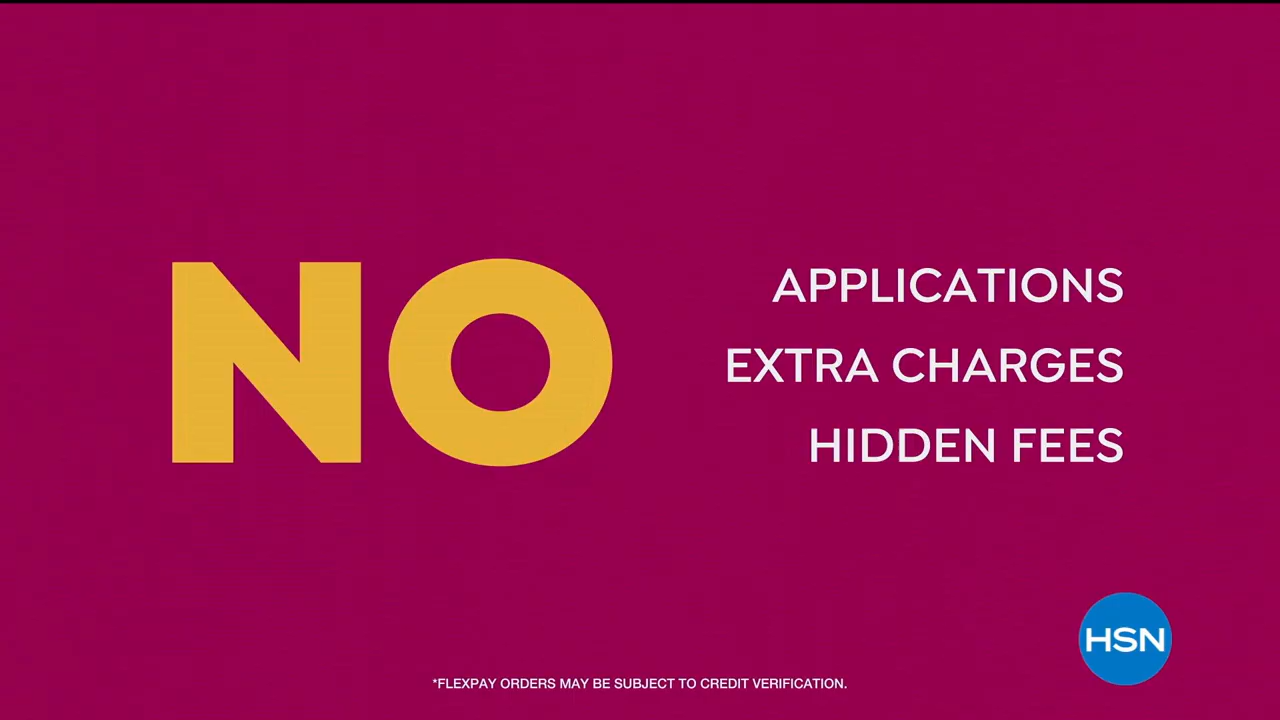 NO
APPLICATIONS
EXTRA CHARGES
HIDDEN FEES
HSN
*FLEXPAY ORDERS MAY BE SUBJECT TO CREDIT VERIFICATION.